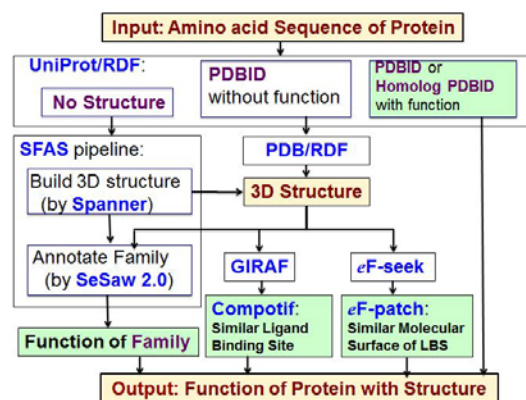 Input: Amino acid Sequence of Protein
UniProt/RDF:
No Structure
PDBID
without function
PDBID or
Homolog PDBID
with function
SFAS pipeline:
Build 3D structure
(by Spanner)
PDB/RDF
3D Structure
Annotate Family
(by SeSaw 2.0)
GIRAF
eF-seek
Function of Family
Compotif:
Similar Ligand
Binding Site
eF-patch:
Similar Molecular
Surface of LBS
Output: Function of Protein with Structure